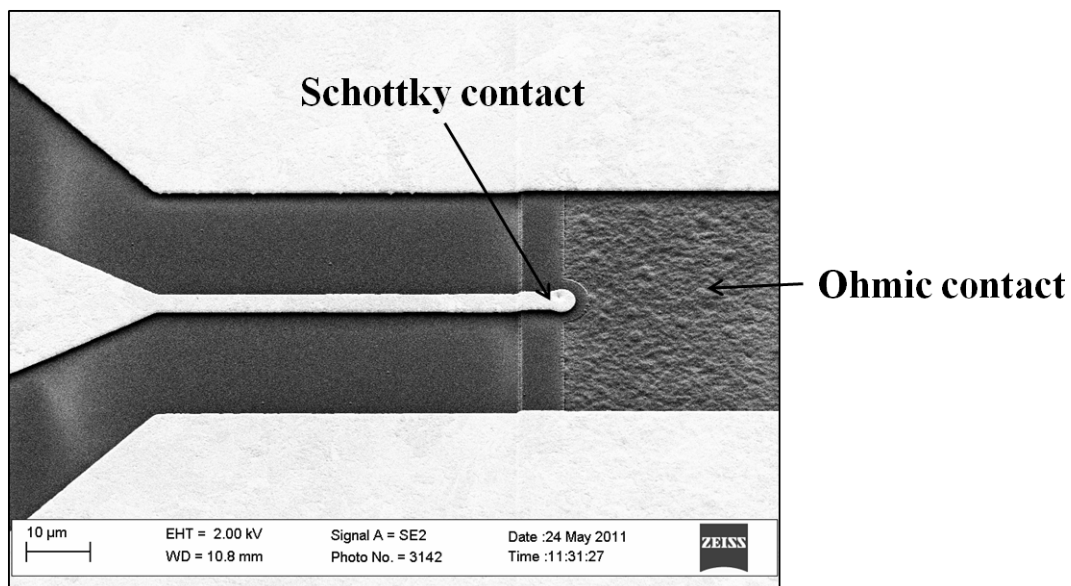 Schottky contact
Ohmic contact
10 µm
EHT = 2.00 kV
WD = 10.8 mm
Signal A = SE2
Photo No. = 3142
Date :24 May 2011
Time :11:31:27
ZEISS